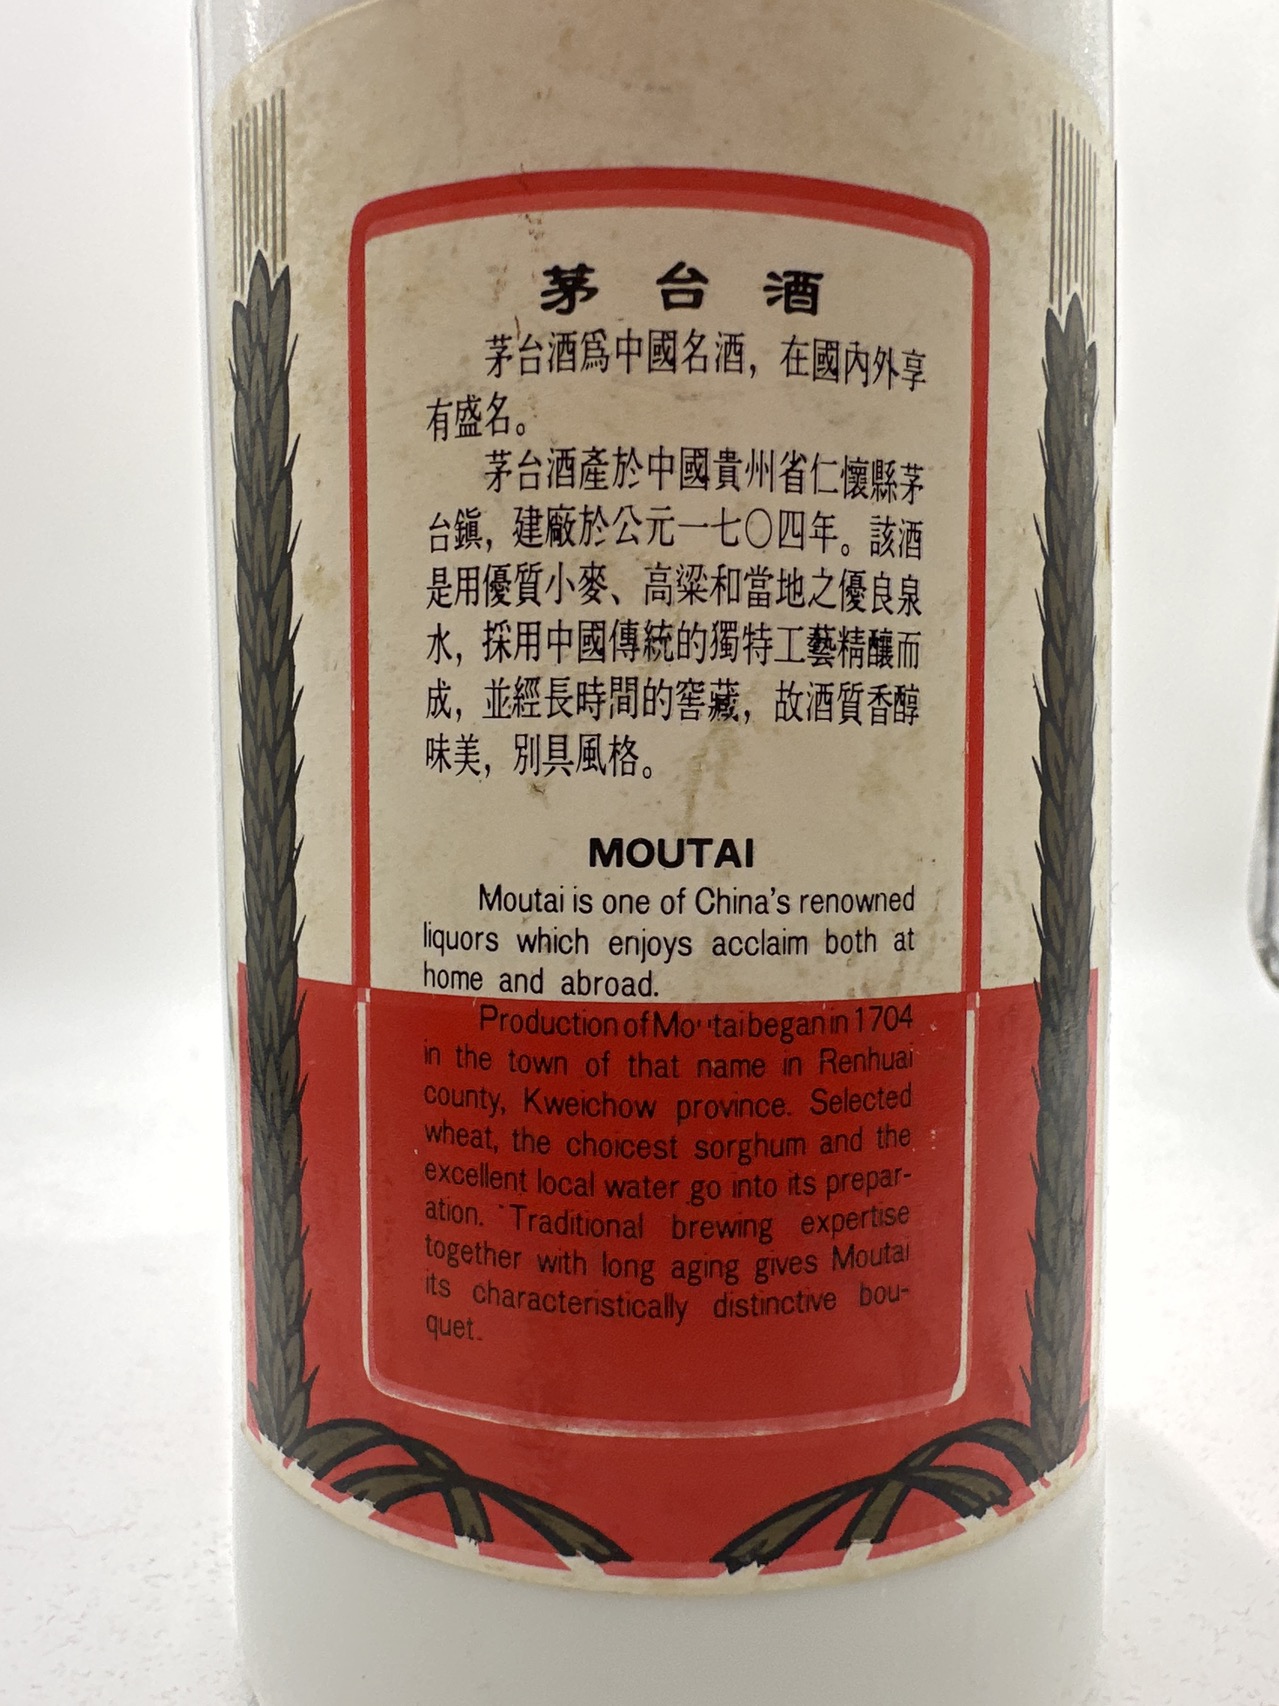 茅台酒
茅台酒爲中國名酒，在國內外享
有盛名。
茅台酒產於中國貴州省仁懷縣茅
台鎮，建廠於公元一七〇四年。該酒
是用優質小麥、高粱和當地之優良泉
水，採用中國傳統的獨特工藝精釀而
成，並經長時間的窖藏，故酒質香醇
味美，別具風格。
MOUTAI
Moutai is one of China's renowned
liquors which enjoys acclaim both at
home and abroad.
Production of Moutai began in 1704
in the town of that name in Renhuai
county, Kweichow province. Selected
wheat, the choicest sorghum and the
excellent local water go into its prepar-
ation. Traditional brewing expertise
together with long aging gives Moutai
its characteristically distinctive bou-
quet.